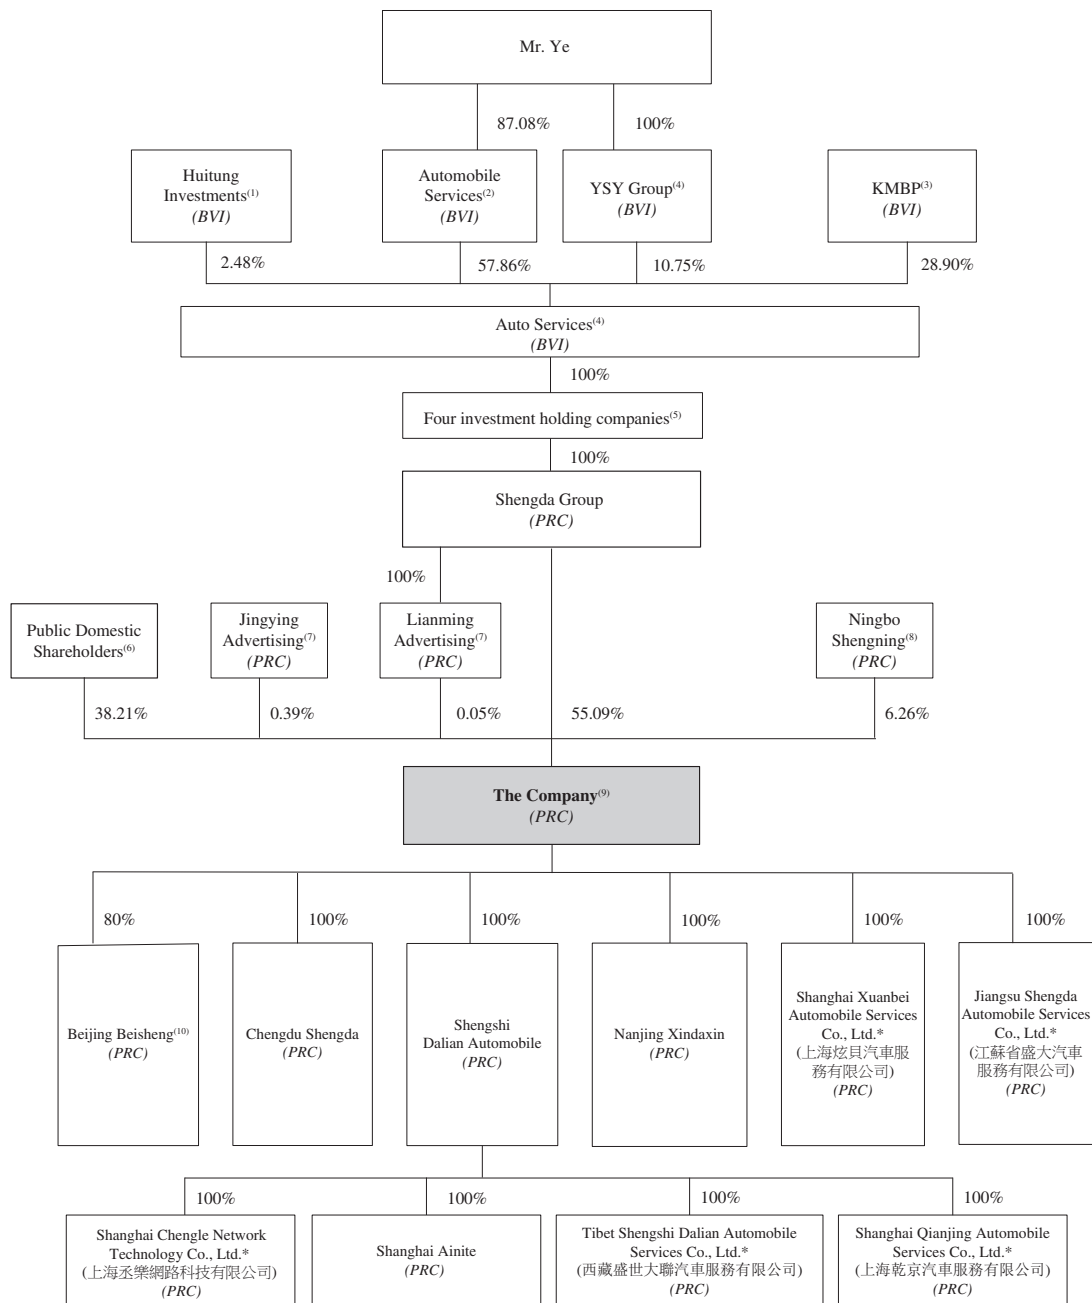 Mr. Ye
87.08%
100%
Huitung
Investments(1)
(BVI)
Automobile
Services(2)
(BVI)
YSY Group(4)
(BVI)
KMBP(3)
(BVI)
2.48%
57.86%
10.75%
28.90%
Auto Services(4)
(BVI)
100%
Four investment holding companies(5)
100%
Shengda Group
(PRC)
100%
Public Domestic
Shareholders(6)
Jingying
Advertising(7)
(PRC)
Lianming
Advertising(7)
(PRC)
Ningbo
Shengning(8)
(PRC)
38.21%
0.39%
0.05%
55.09%
6.26%
The Company(9)
(PRC)
80%
100%
100%
100%
100%
100%
Beijing Beisheng(10)
(PRC)
Chengdu Shengda
(PRC)
Shengshi
Dalian Automobile
(PRC)
Nanjing Xindaxin
(PRC)
Shanghai Xuanbei
Automobile Services
Co., Ltd.*
(上海炫貝汽車服
務有限公司)
(PRC)
Jiangsu Shengda
Automobile Services
Co., Ltd.*
(江蘇省盛大汽車
服務有限公司)
(PRC)
100%
100%
100%
100%
Shanghai Chengle Network
Technology Co., Ltd.*
(上海丞樂網路科技有限公司)
(PRC)
Shanghai Ainite
(PRC)
Tibet Shengshi Dalian Automobile
Services Co., Ltd.*
(西藏盛世大聯汽車服務有限公司)
(PRC)
Shanghai Qianjing Automobile
Services Co., Ltd.*
(上海乾京汽車服務有限公司)
(PRC)